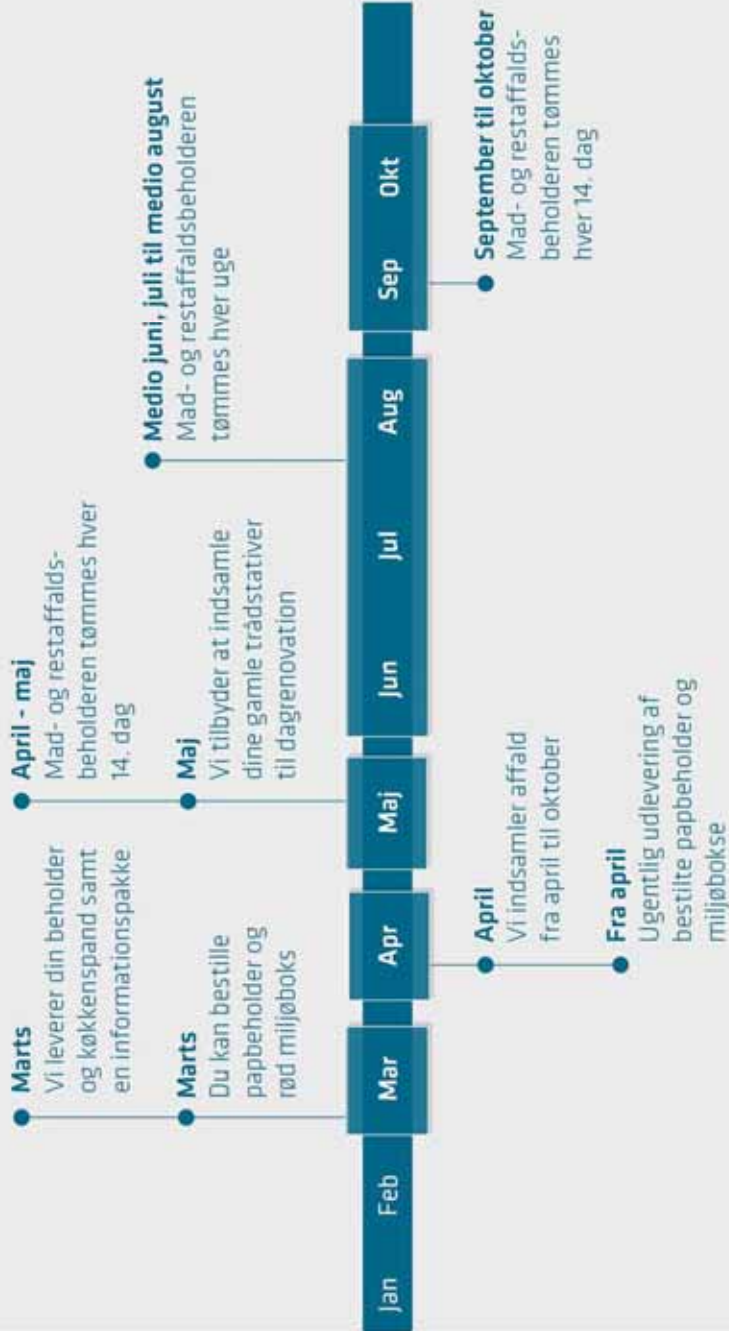 Marts
Vi leverer din beholder
og køkkenspand samt
en informationspakke
Marts
Du kan bestille
papbeholder og
rød miljøboks
April - maj
Mad- og restaffalds-
beholderen tømmes hver
14. dag
Maj
Vi tilbyder at indsamle
dine gamle trådstativer
til dagrenovation
Medio juni, juli til medio august
Mad- og restaffaldsbeholderen
tømmes hver uge
Jan Feb Mar Apr Maj Jun Jul Aug Sep Okt
April
Vi indsamler affald
fra april til oktober
Fra april
Ugentlig udlevering af
bestilte papbeholder og
miljøbokse
September til oktober
Mad- og restaffalds-
beholderen tømmes
hver 14. dag